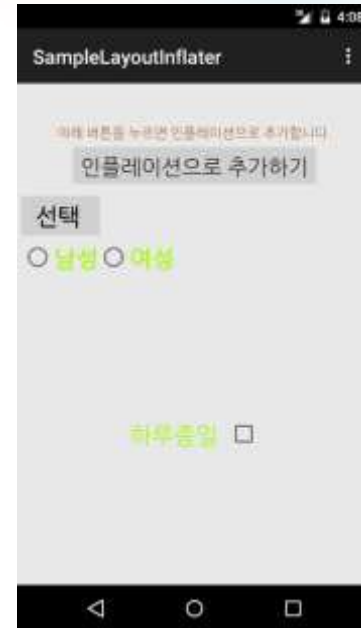 4:08
SampleLayoutInflater
아래 버튼을 누르면 인플레이션으로 추가합니다.
인플레이션으로 추가하기
선택
남성 여성
하루종일